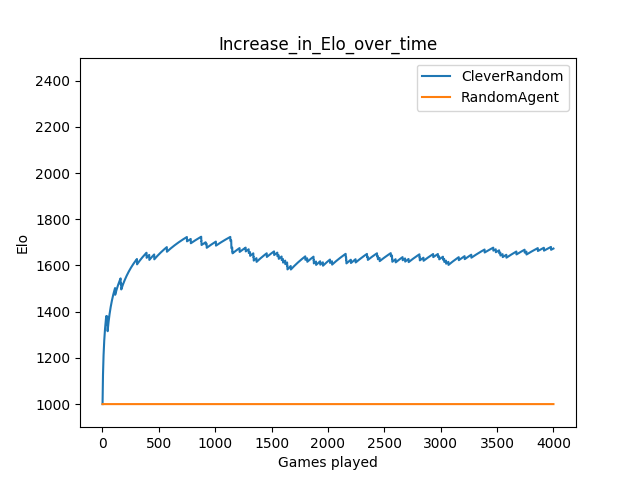 Increase_in_Elo_over_time
CleverRandom
RandomAgent
Elo
2400
2200
2000
1800
1600
1400
1200
1000
0 500 1000 1500 2000 2500 3000 3500 4000
Games played